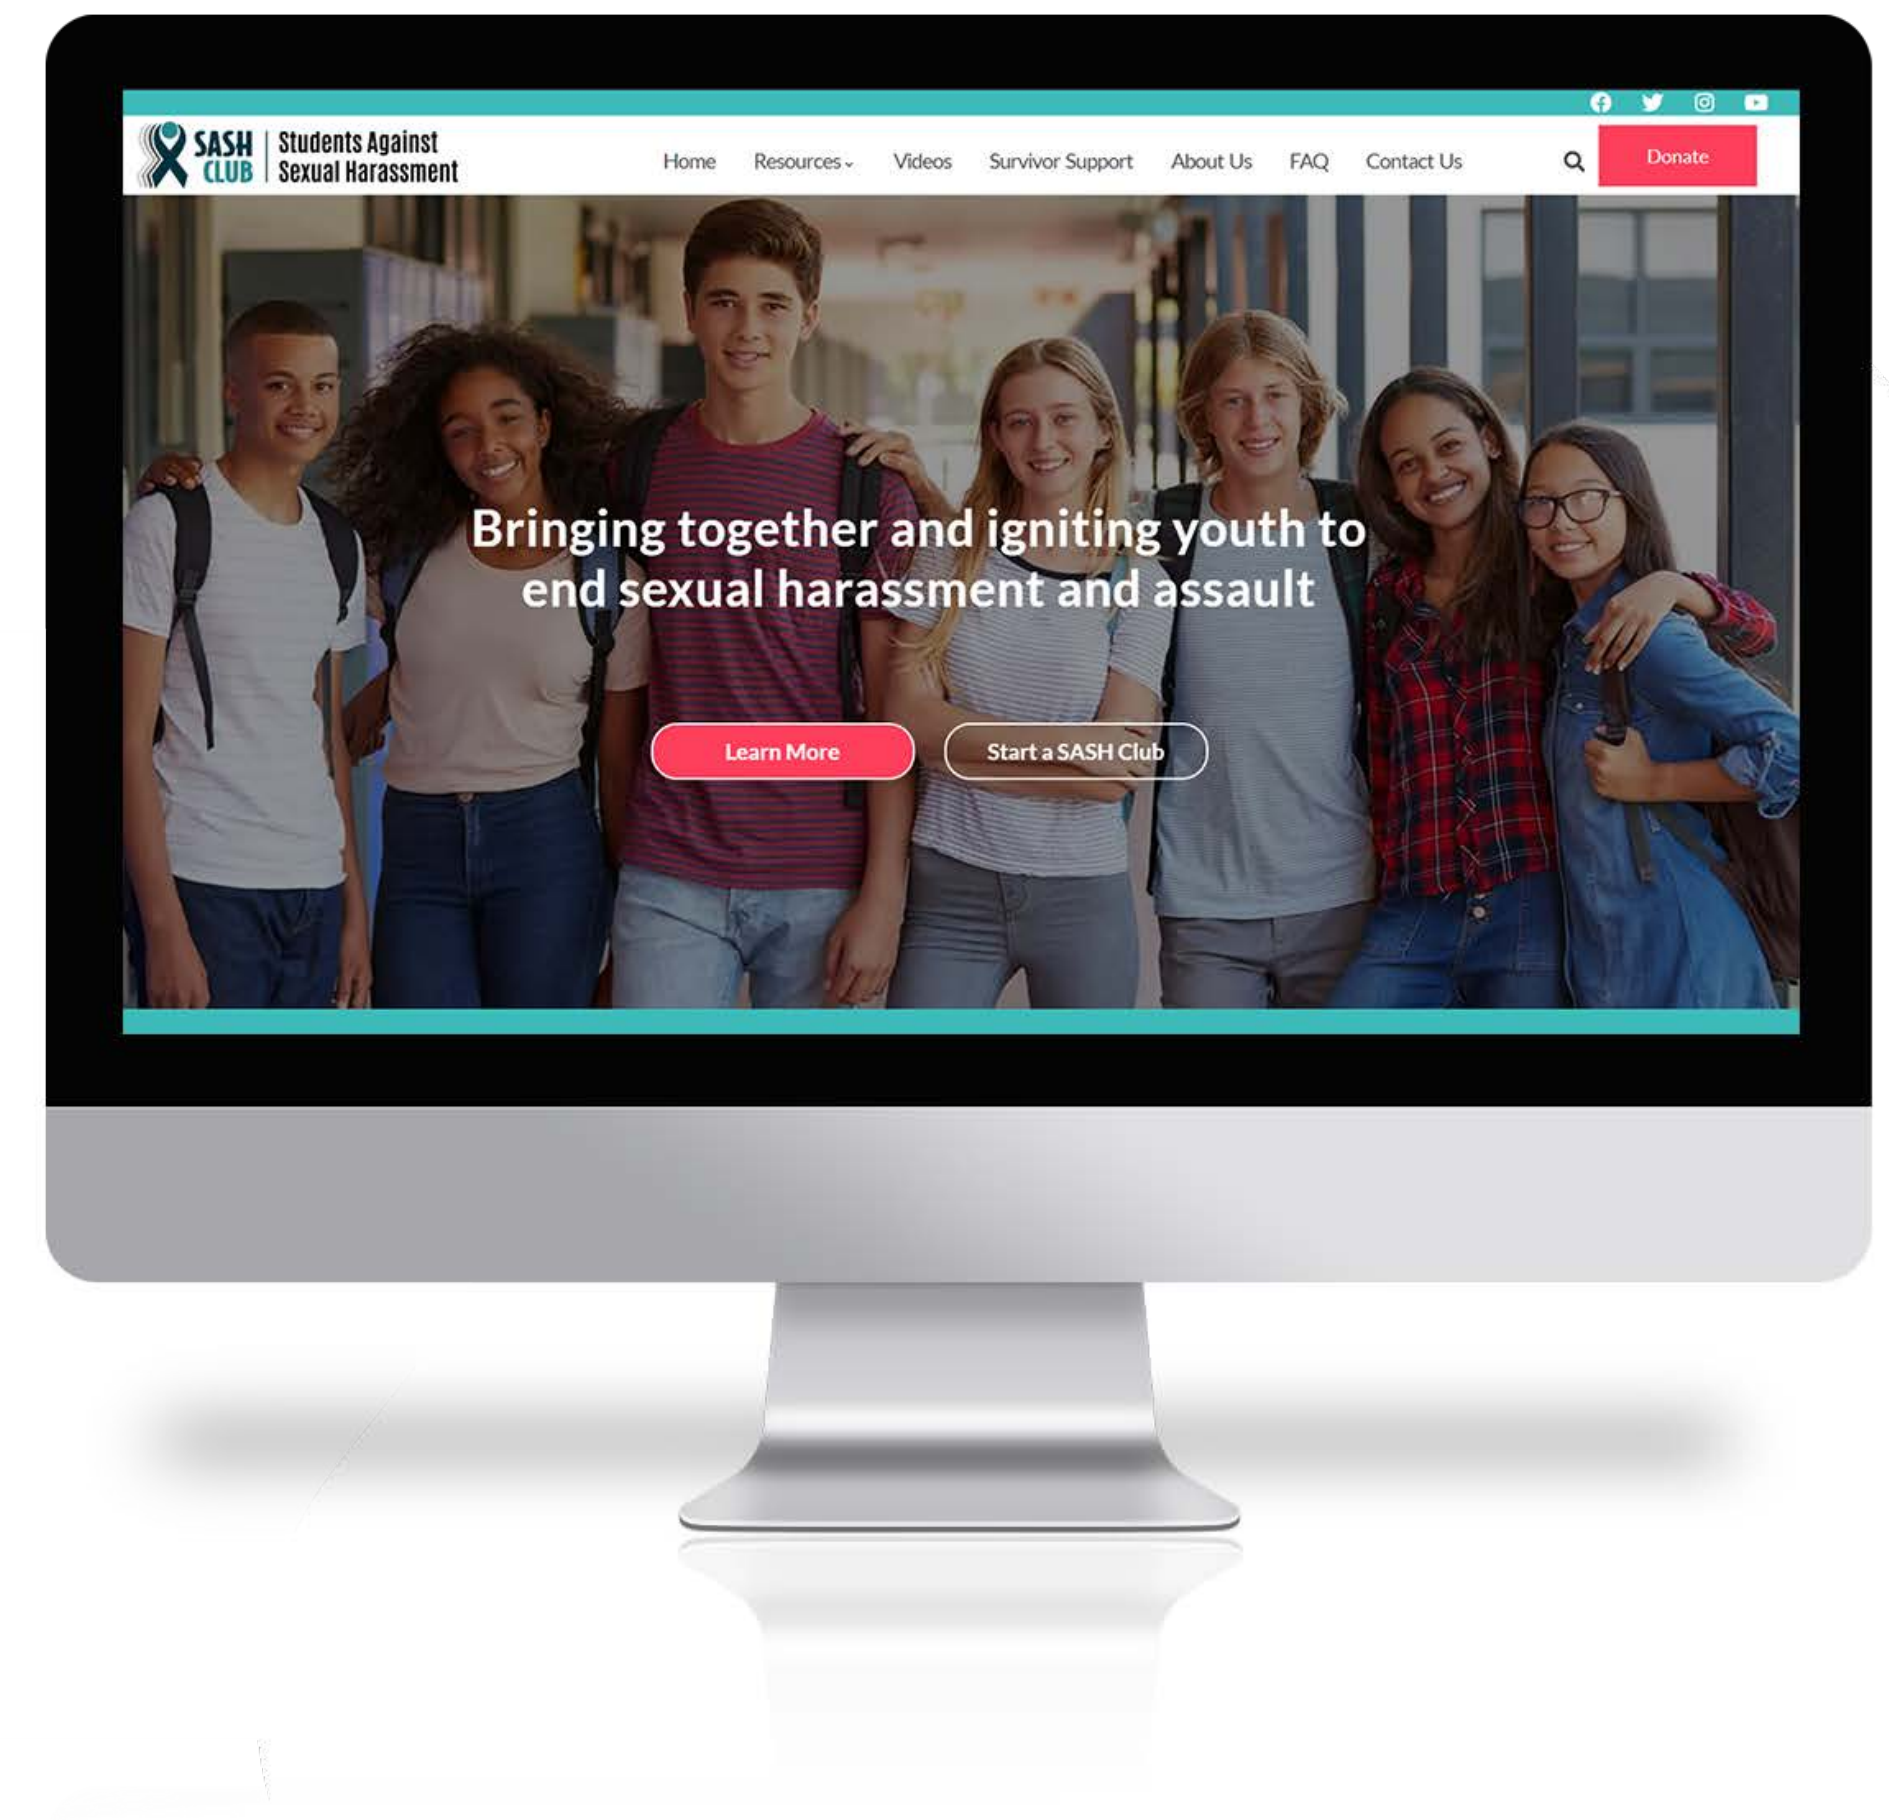 SASH
CLUB
Students Against
Sexual Harassment
Home Resources Videos Survivor Support About Us FAQ Contact Us Donate
Bringing together and igniting youth to
end sexual harassment and assault
Learn More Start a SASH Club